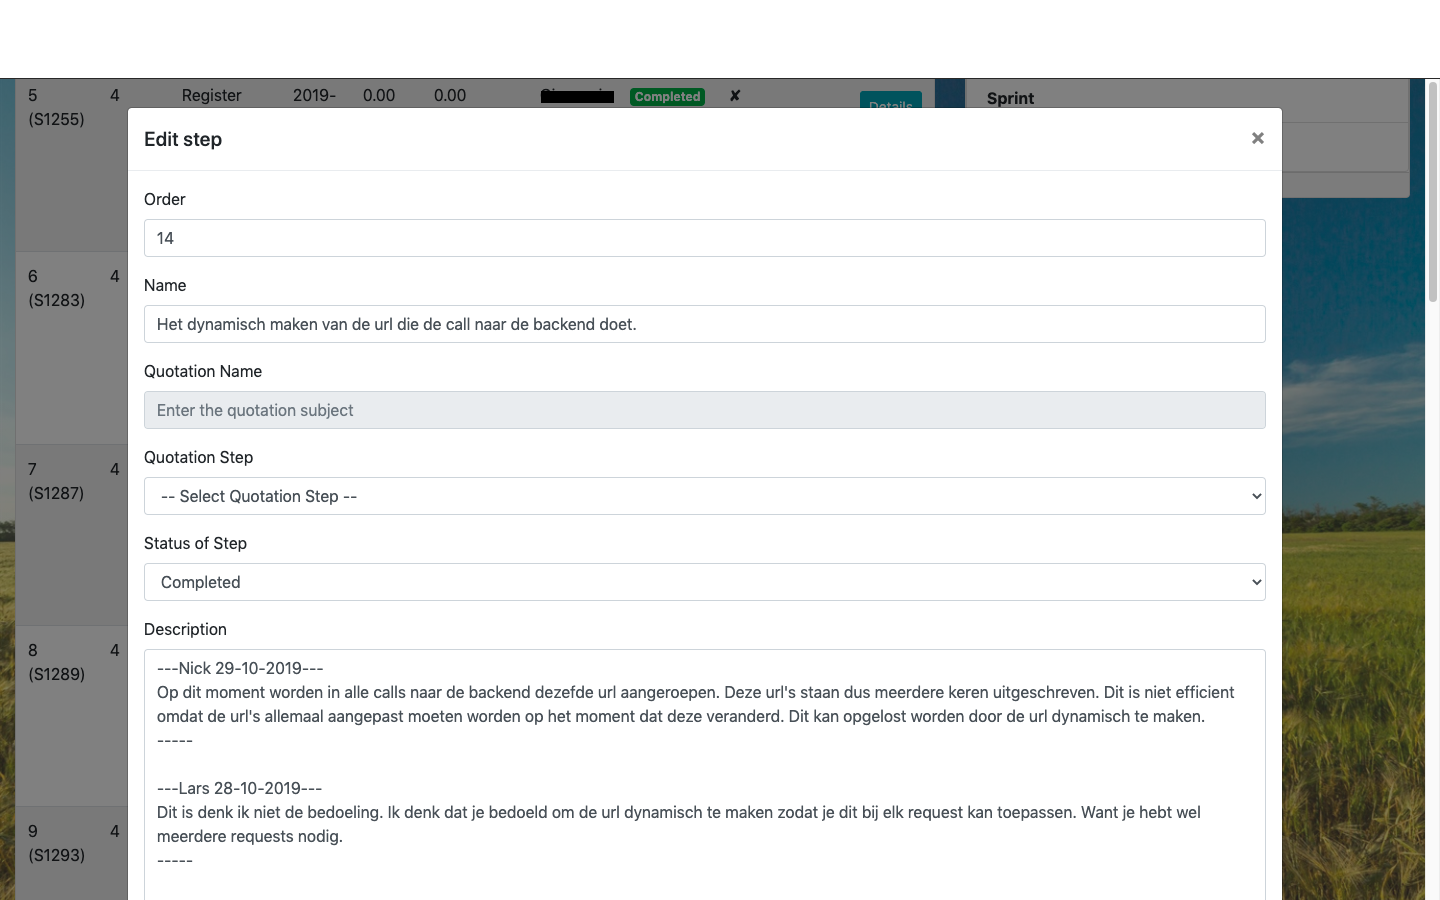 5 4 Register 2019- 0.00 0.00 Completed ✘ Details Sprint
(S1255)
Edit step ×
Order
14
Name
Het dynamisch maken van de url die de call naar de backend doet.
Quotation Name
Enter the quotation subject
Quotation Step
-- Select Quotation Step --
Status of Step
Completed
Description
---Nick 29-10-2019---
Op dit moment worden in alle calls naar de backend dezefde url aangeroepen. Deze url's staan dus meerdere keren uitgeschreven. Dit is niet efficient
omdat de url's allemaal aangepast moeten worden op het moment dat deze veranderd. Dit kan opgelost worden door de url dynamisch te maken.
-----
---Lars 28-10-2019---
Dit is denk ik niet de bedoeling. Ik denk dat je bedoeld om de url dynamisch te maken zodat je dit bij elk request kan toepassen. Want je hebt wel
meerdere requests nodig.
-----
6 4
(S1283)
7 4
(S1287)
8 4
(S1289)
9 4
(S1293)